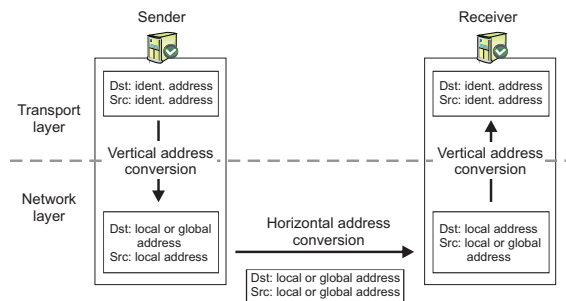 Sender
Receiver
Dst: ident. address
Src: ident. address
Dst: ident. address
Src: ident. address
Transport
layer
Vertical address
conversion
Vertical address
conversion
Network
layer
Dst: local or global
address
Src: local address
Horizontal address
conversion
Dst: local address
Src: local or global
address
Dst: local or global address
Src: local or global address